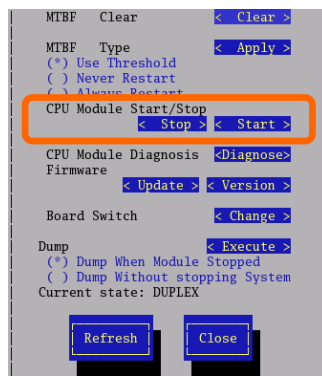 MTBF Clear < Clear >
MTBF Type < Apply >
(*) Use Threshold
( ) Never Restart
( ) Always Restart
CPU Module Start/Stop
< Stop > < Start >
CPU Module Diagnosis <Diagnose>
Firmware
< Update > < Version >
Board Switch < Change >
Dump < Execute >
(*) Dump When Module Stopped
( ) Dump Without stopping System
Current state: DUPLEX
Refresh Close